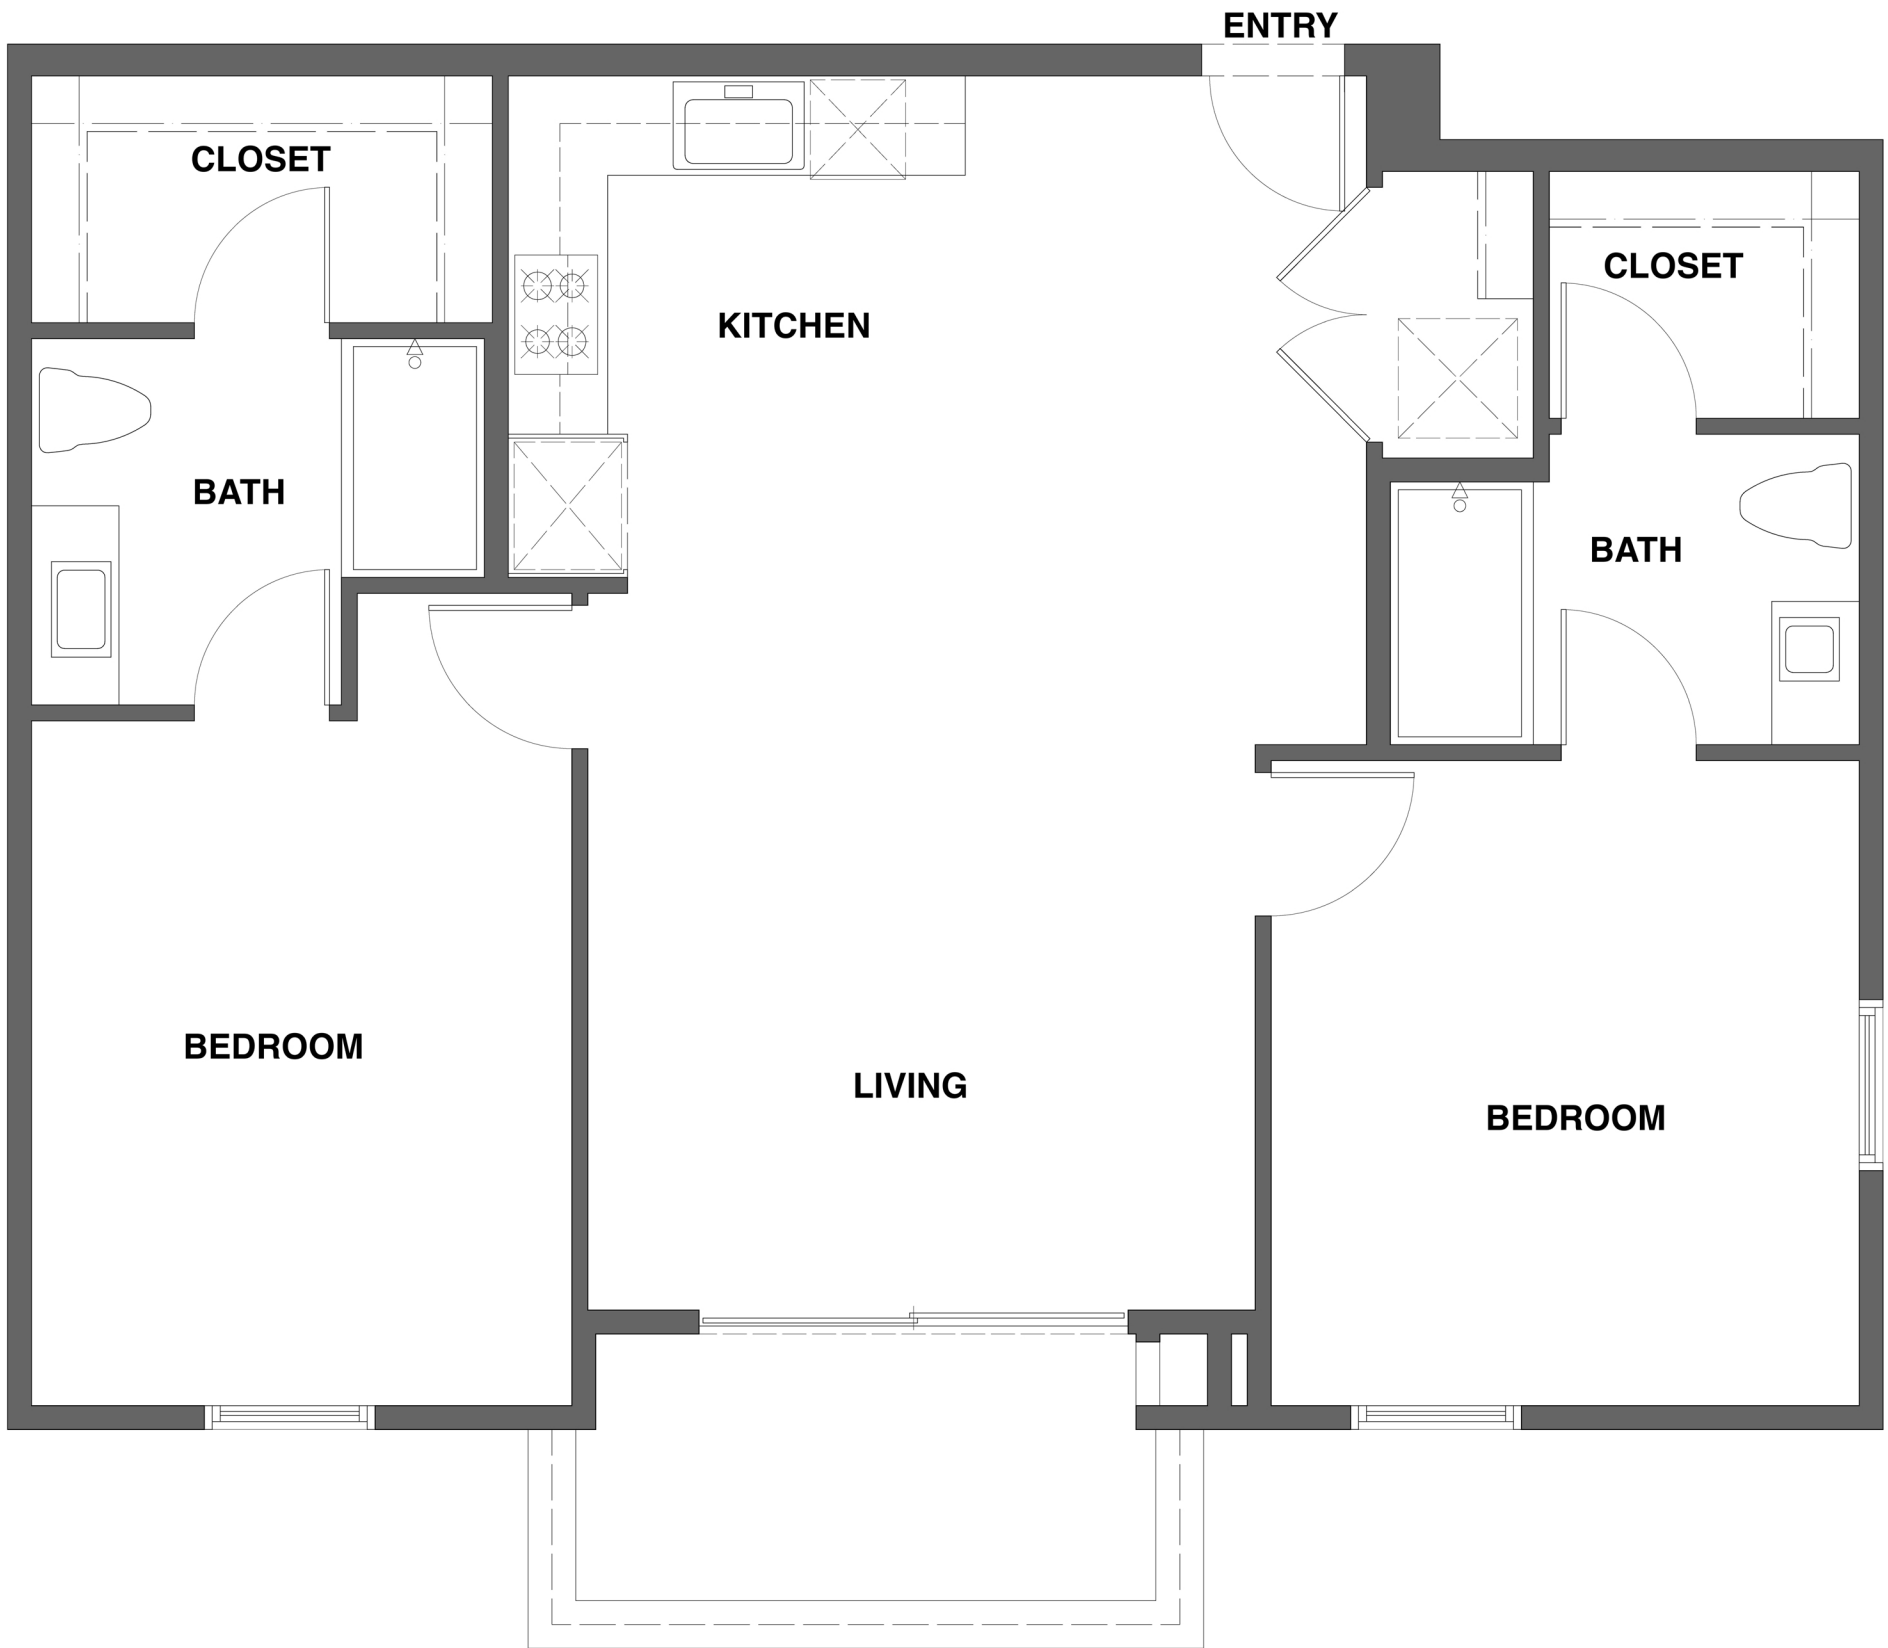 ENTRY
CLOSET
CLOSET
KITCHEN
BATH
BATH
BEDROOM
LIVING
BEDROOM